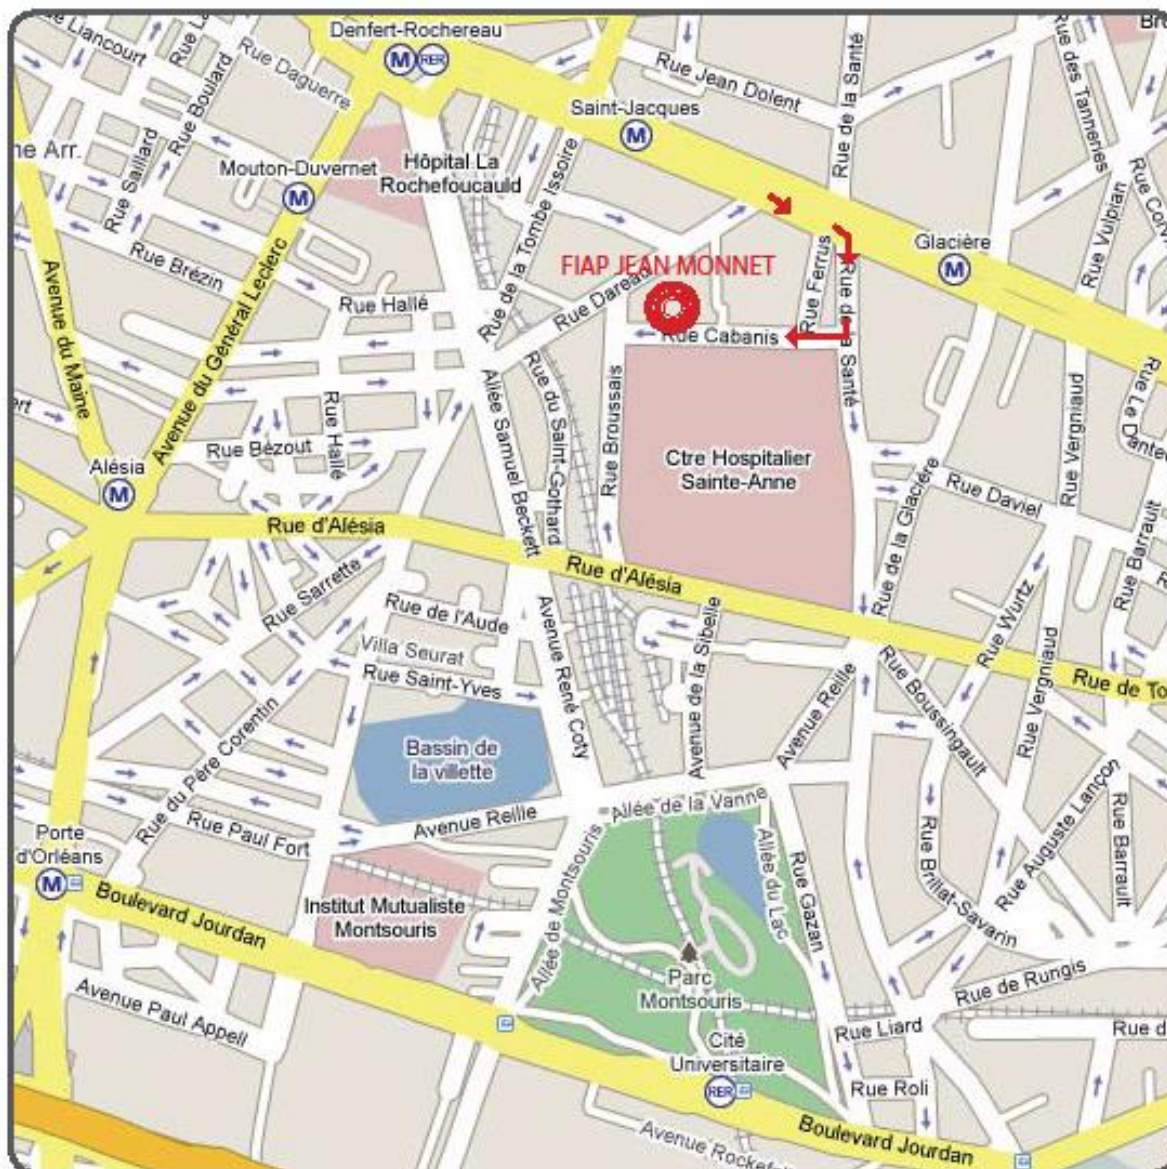 Denfert-Rochereau
M
RER
Liancourt
Rue Boulard
Rue Daguerre
Rue Jean Dolent
Rue de la Santé
Rue des Tanneries
Saint-Jacques
M
Rue Saillard
Mouton-Duvernet
M
Hôpital La
Rochefoucauld
Rue de la Tombe Issoire
Rue Vulpian
Glacière
M
Rue Brézin
Avenue du Maine
Avenue du Général Leclerc
Rue Hallé
FIAP JEAN MONNET
Rue Dareau
Rue Ferrus
Rue de la Santé
Rue Cabanis
Allée Samuel Beckett
Rue du Saint-Gothard
Rue Broussais
Rue Hallé
Rue Bézout
Alésia
M
Ctre Hospitalier
Sainte-Anne
Rue Vergniaud
Rue Daviel
Rue de la Glacière
Rue Barrault
Rue d'Alésia
Rue d'Alésia
Rue Sarrette
Rue de l'Aude
Villa Seurat
Rue Saint-Yves
Avenue René Coty
Avenue de la Sibelle
Avenue Reille
Rue Wurtz
Rue Boussingault
Rue Vergniaud
Rue du Père Corentin
Bassin de
la villette
Rue Paul Fort
Avenue Reille
Allée de la Vanne
Rue Auguste Lançon
Rue Barrault
Porte
d'Orléans
M
Boulevard Jourdan
Institut Mutualiste
Montsouris
Allée de Montsouris
Allée du Lac
Rue Gazan
Rue Brillat-Savarin
Parc
Montsouris
Rue de Rungis
Avenue Paul Appell
Rue Liard
Cité
Universitaire
RER
Rue Roli
Boulevard Jourdan